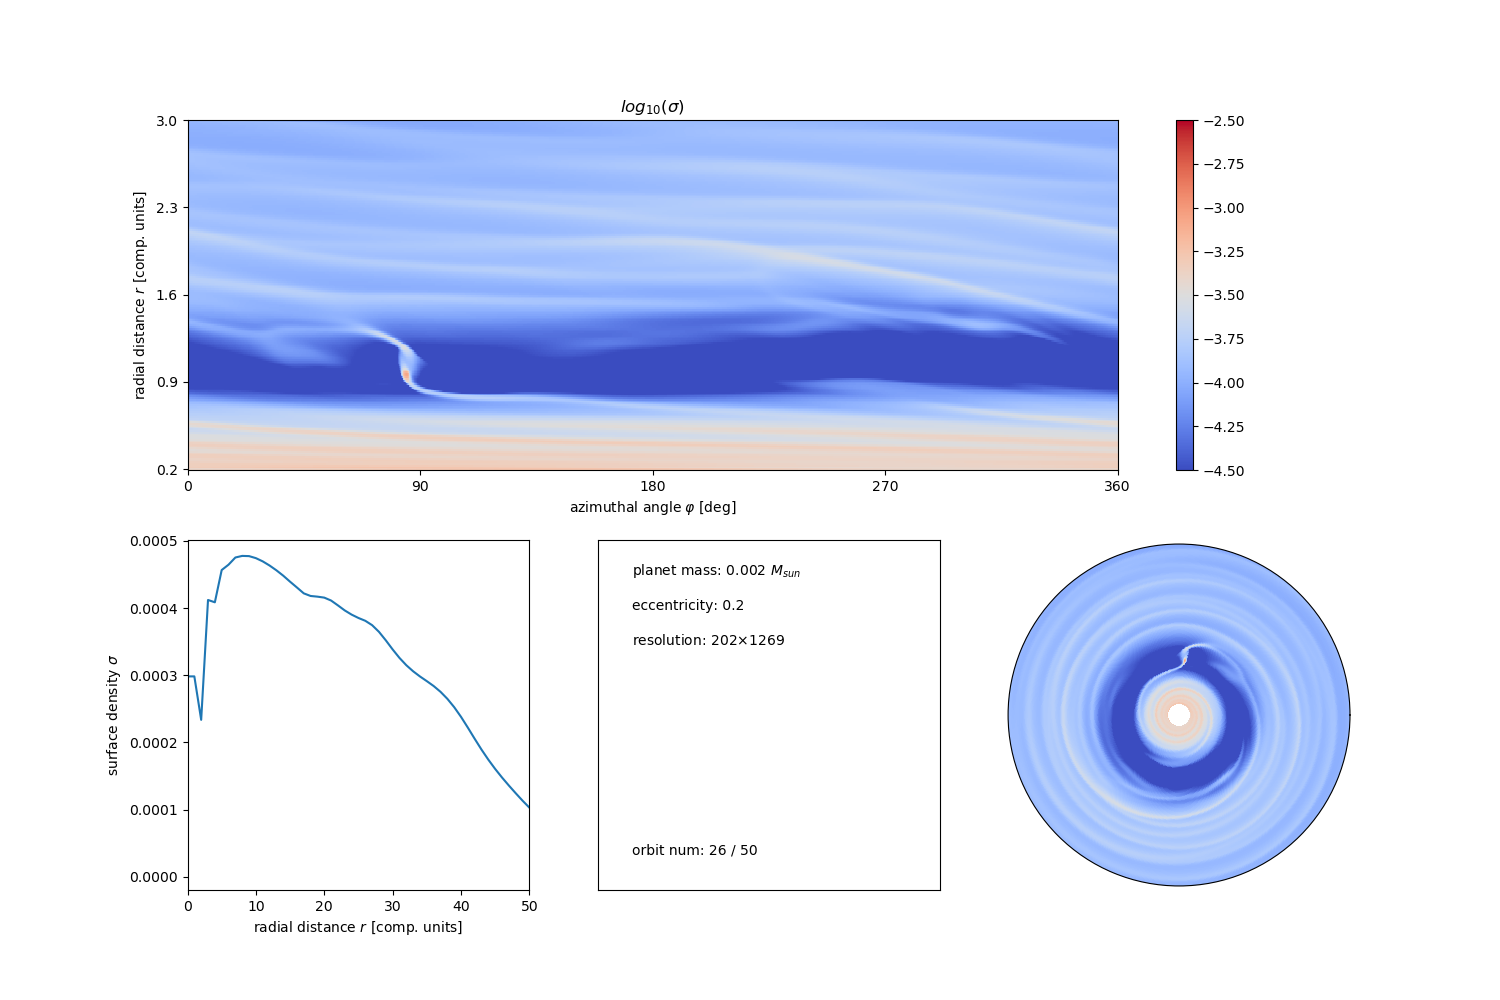 log₁₀(σ)
3.0
2.3
1.6
0.9
0.2
radial distance r [comp. units]
0 90 180 270 360
azimuthal angle φ [deg]
−2.50
−2.75
−3.00
−3.25
−3.50
−3.75
−4.00
−4.25
−4.50
0.0005
0.0004
0.0003
0.0002
0.0001
0.0000
surface density σ
0 10 20 30 40 50
radial distance r [comp. units]
planet mass: 0.002 Msun
eccentricity: 0.2
resolution: 202×1269
orbit num: 26 / 50